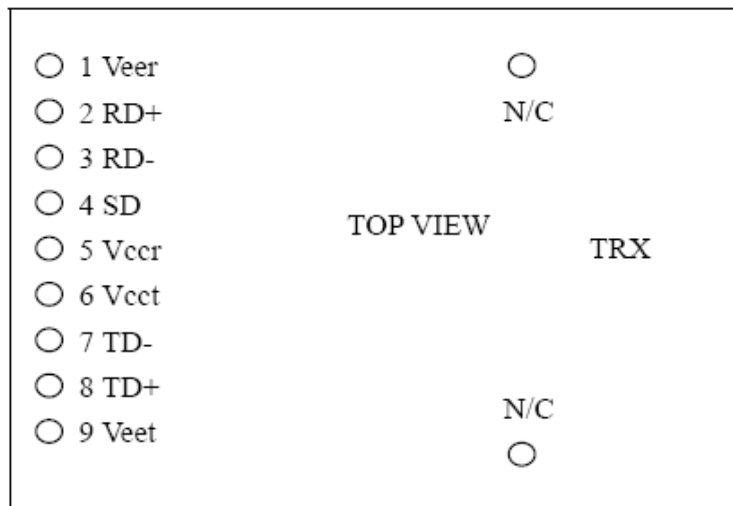 1 Veer
N/C
2 RD+
3 RD-
4 SD
TOP VIEW
5 Vccr
TRX
6 Vcct
7 TD-
8 TD+
N/C
9 Veet